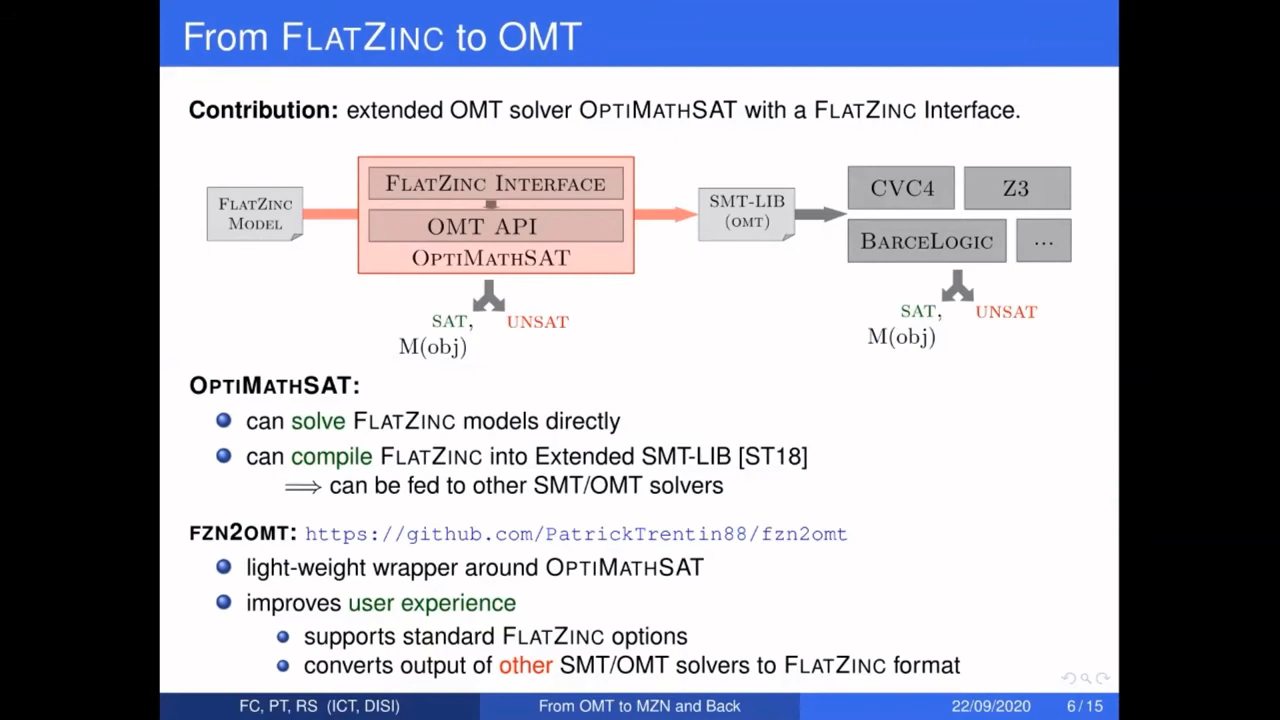 From FLATZINC to OMT
Contribution: extended OMT solver OPTIMATHSAT with a FLATZINC Interface.
FLATZINC
MODEL
FLATZINC INTERFACE
OMT API
OPTIMATHSAT
SMT-LIB
(OMT)
CVC4
Z3
BARCELOGIC
...
SAT, UNSAT
M(obj)
SAT, UNSAT
M(obj)
OPTIMATHSAT:
can solve FLATZINC models directly
can compile FLATZINC into Extended SMT-LIB [ST18]
⟹ can be fed to other SMT/OMT solvers
FZN2OMT: https://github.com/PatrickTrentin88/fzn2omt
light-weight wrapper around OPTIMATHSAT
improves user experience
supports standard FLATZINC options
converts output of other SMT/OMT solvers to FLATZINC format
FC, PT, RS (ICT, DISI) From OMT to MZN and Back 22/09/2020 6 / 15